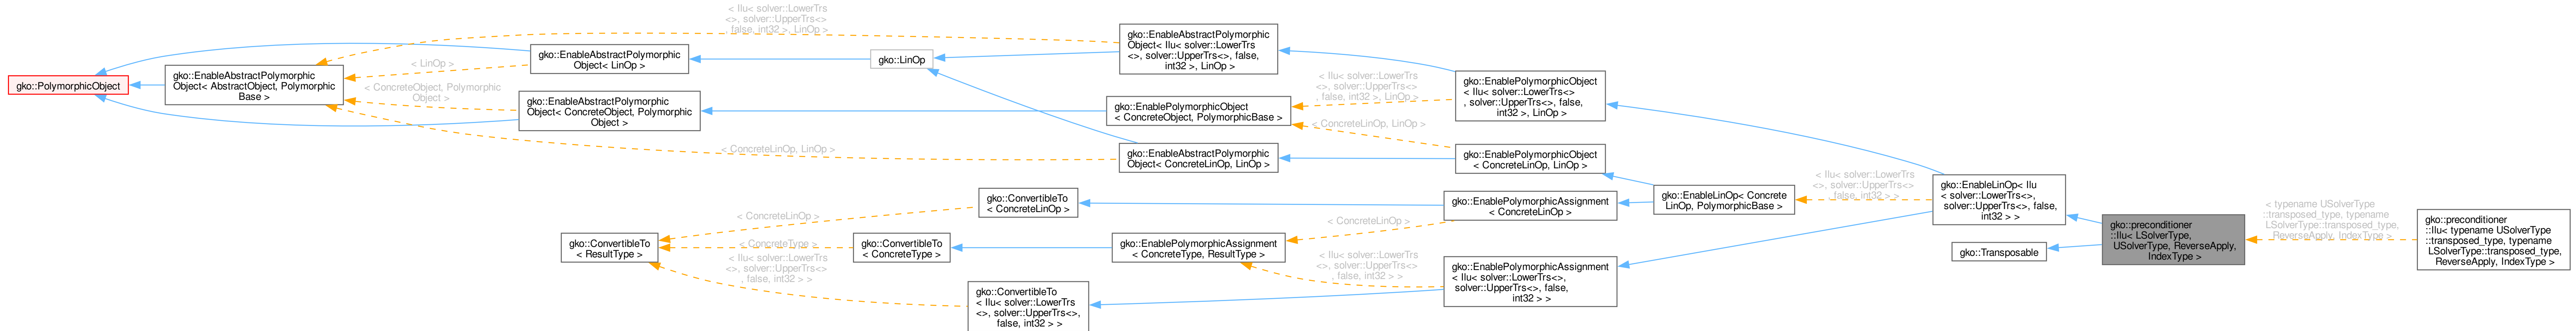 gko::PolymorphicObject
gko::EnableAbstractPolymorphic
Object< AbstractObject, Polymorphic
Base >
< Ilu< solver::LowerTrs
<>, solver::UpperTrs<>
, false, int32 >, LinOp >
< LinOp >
< ConcreteObject, Polymorphic
Object >
gko::EnableAbstractPolymorphic
Object< LinOp >
gko::EnableAbstractPolymorphic
Object< ConcreteObject, Polymorphic
Object >
< ConcreteLinOp, LinOp >
gko::LinOp
gko::EnableAbstractPolymorphic
Object< Ilu< solver::LowerTrs
<>, solver::UpperTrs<>, false,
int32 >, LinOp >
gko::EnablePolymorphicObject
< ConcreteObject, PolymorphicBase >
gko::EnableAbstractPolymorphic
Object< ConcreteLinOp, LinOp >
< Ilu< solver::LowerTrs
<>, solver::UpperTrs<>
, false, int32 >, LinOp >
< ConcreteLinOp, LinOp >
gko::EnablePolymorphicObject
< Ilu< solver::LowerTrs<>
, solver::UpperTrs<>, false,
int32 >, LinOp >
gko::EnablePolymorphicObject
< ConcreteLinOp, LinOp >
gko::ConvertibleTo
< ResultType >
< ConcreteLinOp >
< ConcreteType >
< Ilu< solver::LowerTrs
<>, solver::UpperTrs<>
, false, int32 > >
gko::ConvertibleTo
< ConcreteLinOp >
gko::ConvertibleTo
< ConcreteType >
gko::ConvertibleTo
< Ilu< solver::LowerTrs
<>, solver::UpperTrs<>,
false, int32 > >
gko::EnablePolymorphicAssignment
< ConcreteType, ResultType >
< ConcreteLinOp >
< Ilu< solver::LowerTrs
<>, solver::UpperTrs<>
, false, int32 > >
gko::EnablePolymorphicAssignment
< ConcreteLinOp >
gko::EnablePolymorphicAssignment
< Ilu< solver::LowerTrs<>,
solver::UpperTrs<>, false,
int32 > >
gko::EnableLinOp< Concrete
LinOp, PolymorphicBase >
< Ilu< solver::LowerTrs
<>, solver::UpperTrs<>
, false, int32 > >
gko::EnableLinOp< Ilu
< solver::LowerTrs<>,
solver::UpperTrs<>, false,
int32 > >
gko::Transposable
gko::preconditioner
::Ilu< LSolverType,
USolverType, ReverseApply,
IndexType >
< typename USolverType
::transposed_type, typename
LSolverType::transposed_type,
ReverseApply, IndexType >
gko::preconditioner
::Ilu< typename USolverType
::transposed_type, typename
LSolverType::transposed_type,
ReverseApply, IndexType >